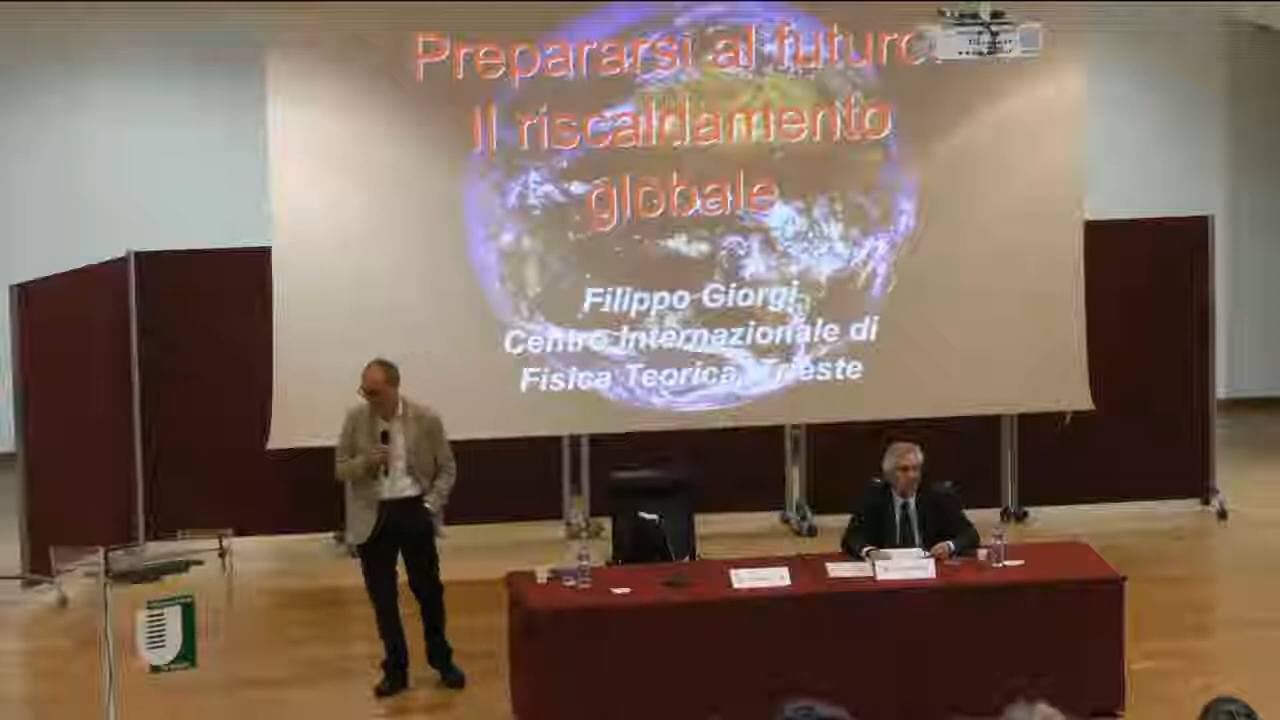 Prepararsi al futuro:
Il riscaldamento
globale
Filippo Giorgi
Centro Internazionale di
Fisica Teorica, Trieste